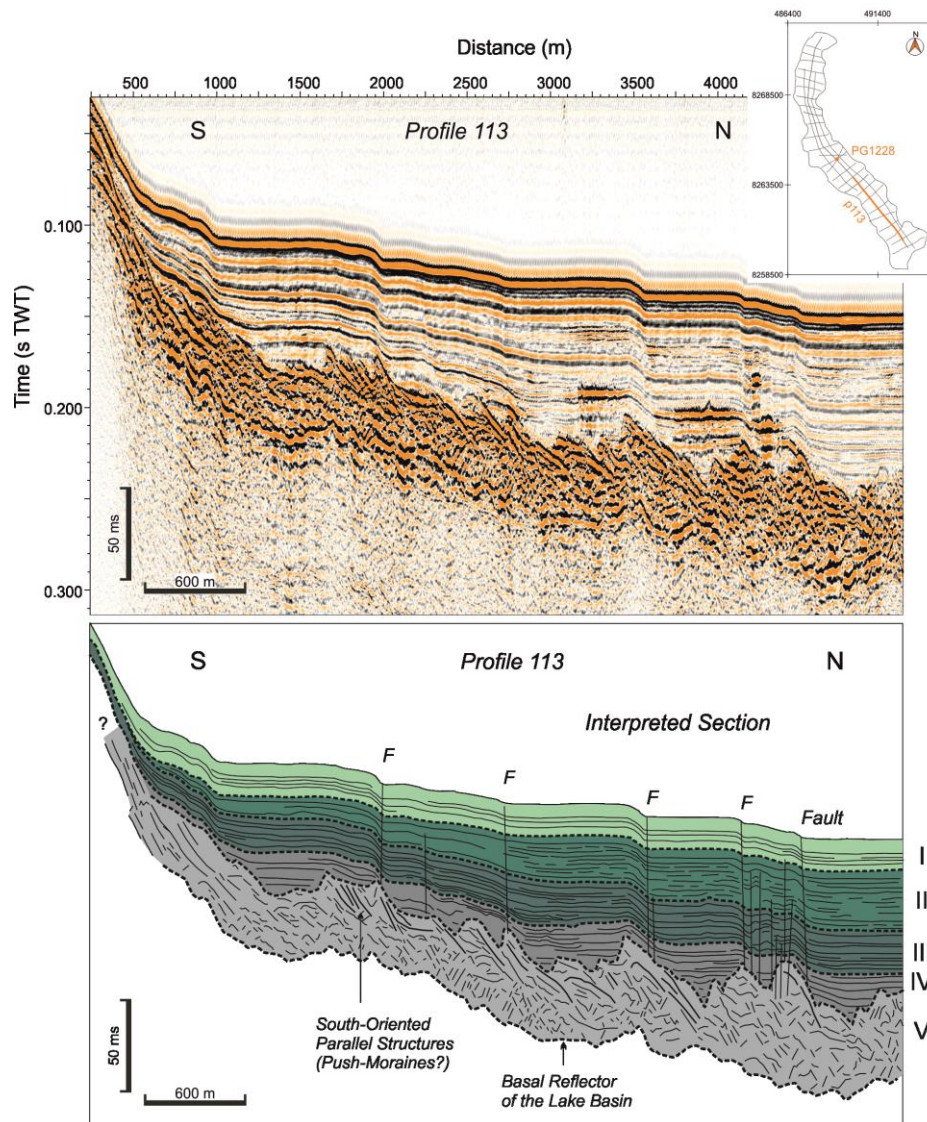 486400 491400
N
8268500
PG1228
8263500
p113
8258500
Distance (m)
500 1000 1500 2000 2500 3000 3500 4000
S Profile 113 N
Time (s TWT)
0.100
0.200
0.300
50 ms
600 m
S Profile 113 N
Interpreted Section
?
F
F
F
F
Fault
I
II
II
IV
V
South-Oriented
Parallel Structures
(Push-Moraines?)
Basal Reflector
of the Lake Basin
50 ms
600 m